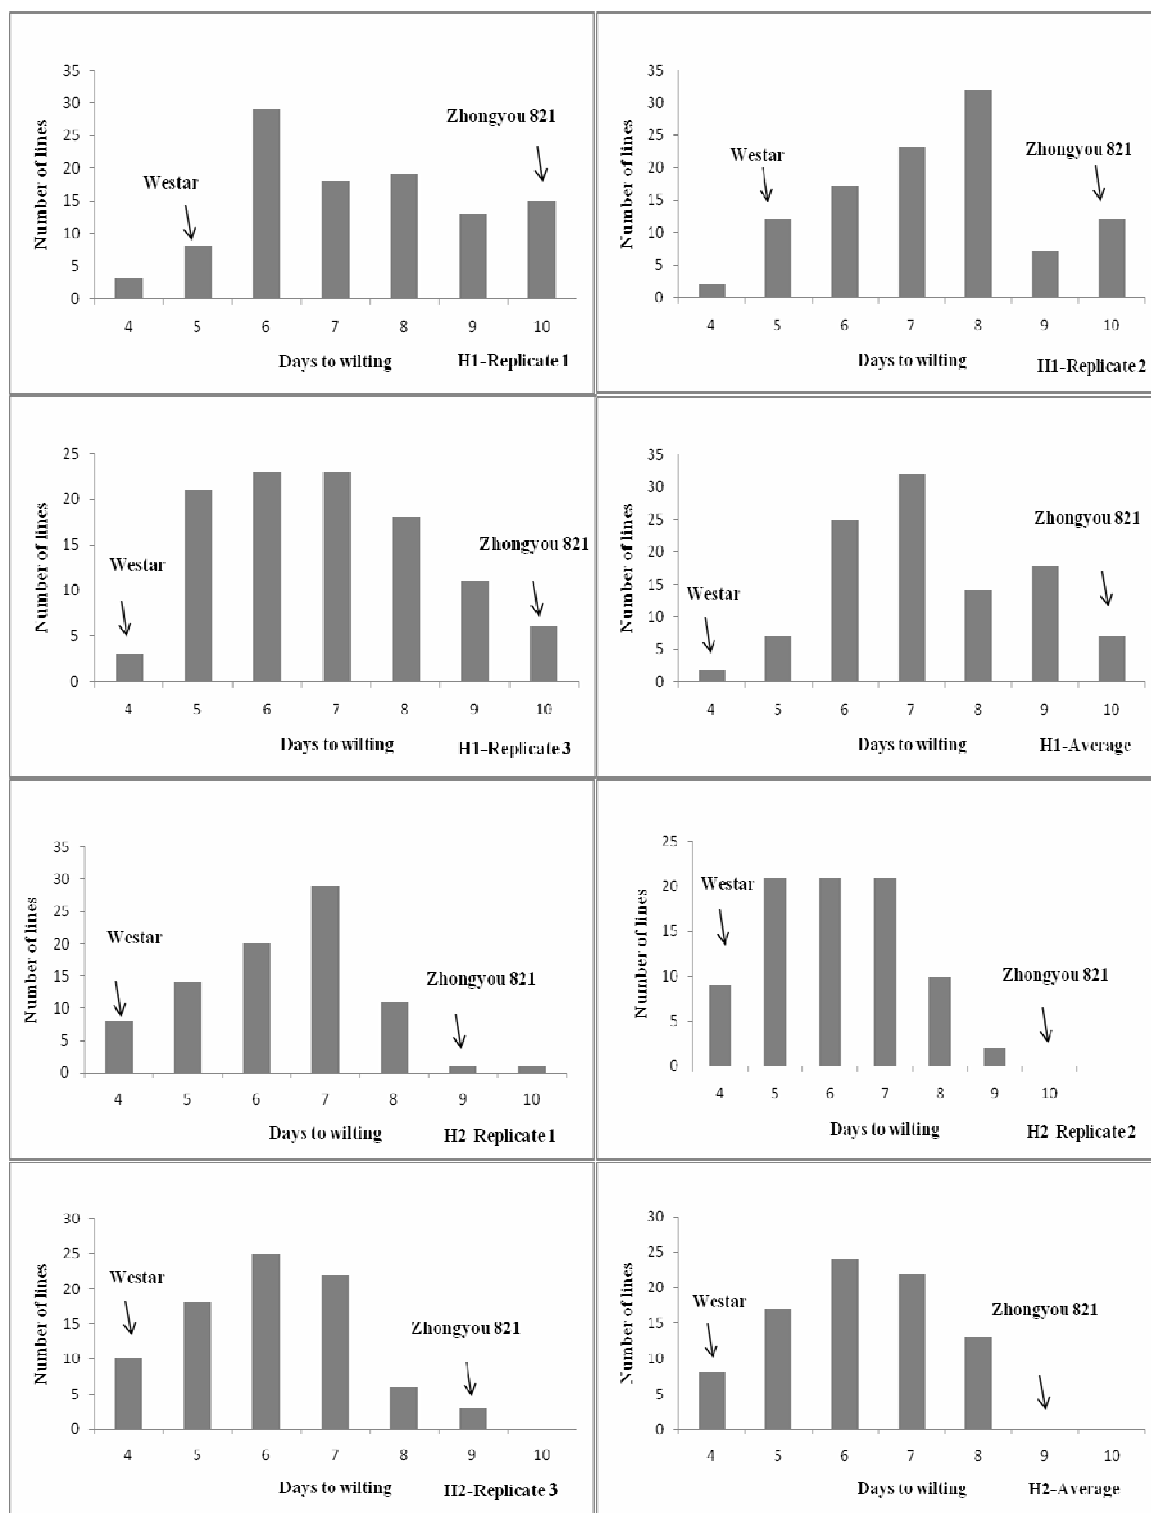 35
30
25
20
15
10
5
0
Number of lines
Westar
Zhongyou 821
4 5 6 7 8 9 10
Days to wilting
H1-Replicate 1
35
30
25
20
15
10
5
0
Number of lines
Westar
Zhongyou 821
4 5 6 7 8 9 10
Days to wilting
H1-Replicate 2
25
20
15
10
5
0
Number of lines
Westar
Zhongyou 821
4 5 6 7 8 9 10
Days to wilting
H1-Replicate 3
35
30
25
20
15
10
5
0
Number of lines
Westar
Zhongyou 821
4 5 6 7 8 9 10
Days to wilting
H1-Average
35
30
25
20
15
10
5
0
Number of lines
Westar
Zhongyou 821
4 5 6 7 8 9 10
Days to wilting
H2 Replicate 1
25
20
15
10
5
0
Number of lines
Westar
Zhongyou 821
4 5 6 7 8 9 10
Days to wilting
H2 Replicate 2
30
25
20
15
10
5
0
Number of lines
Westar
Zhongyou 821
4 5 6 7 8 9 10
Days to wilting
H2-Replicate 3
30
25
20
15
10
5
0
Number of lines
Westar
Zhongyou 821
4 5 6 7 8 9 10
Days to wilting
H2-Average